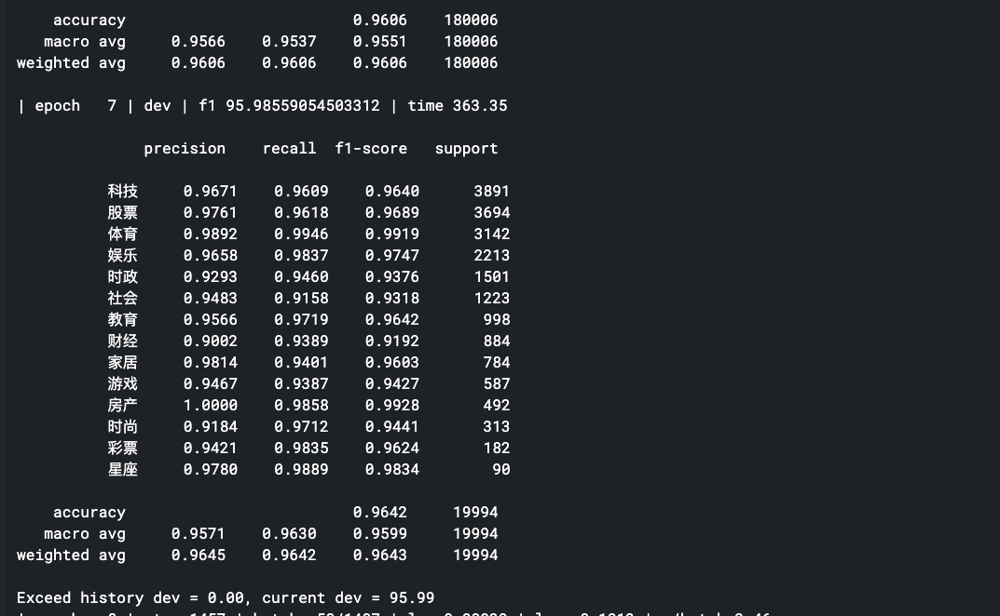 accuracy 0.9606 180006
macro avg 0.9566 0.9537 0.9551 180006
weighted avg 0.9606 0.9606 0.9606 180006
| epoch 7 | dev | f1 95.98559054503312 | time 363.35
precision recall f1-score support
科技 0.9671 0.9609 0.9640 3891
股票 0.9761 0.9618 0.9689 3694
体育 0.9892 0.9946 0.9919 3142
娱乐 0.9658 0.9837 0.9747 2213
时政 0.9293 0.9460 0.9376 1501
社会 0.9483 0.9158 0.9318 1223
教育 0.9566 0.9719 0.9642 998
财经 0.9002 0.9389 0.9192 884
家居 0.9814 0.9401 0.9603 784
游戏 0.9467 0.9387 0.9427 587
房产 1.0000 0.9858 0.9928 492
时尚 0.9184 0.9712 0.9441 313
彩票 0.9421 0.9835 0.9624 182
星座 0.9780 0.9889 0.9834 90
accuracy 0.9642 19994
macro avg 0.9571 0.9630 0.9599 19994
weighted avg 0.9645 0.9642 0.9643 19994
Exceed history dev = 0.00, current dev = 95.99